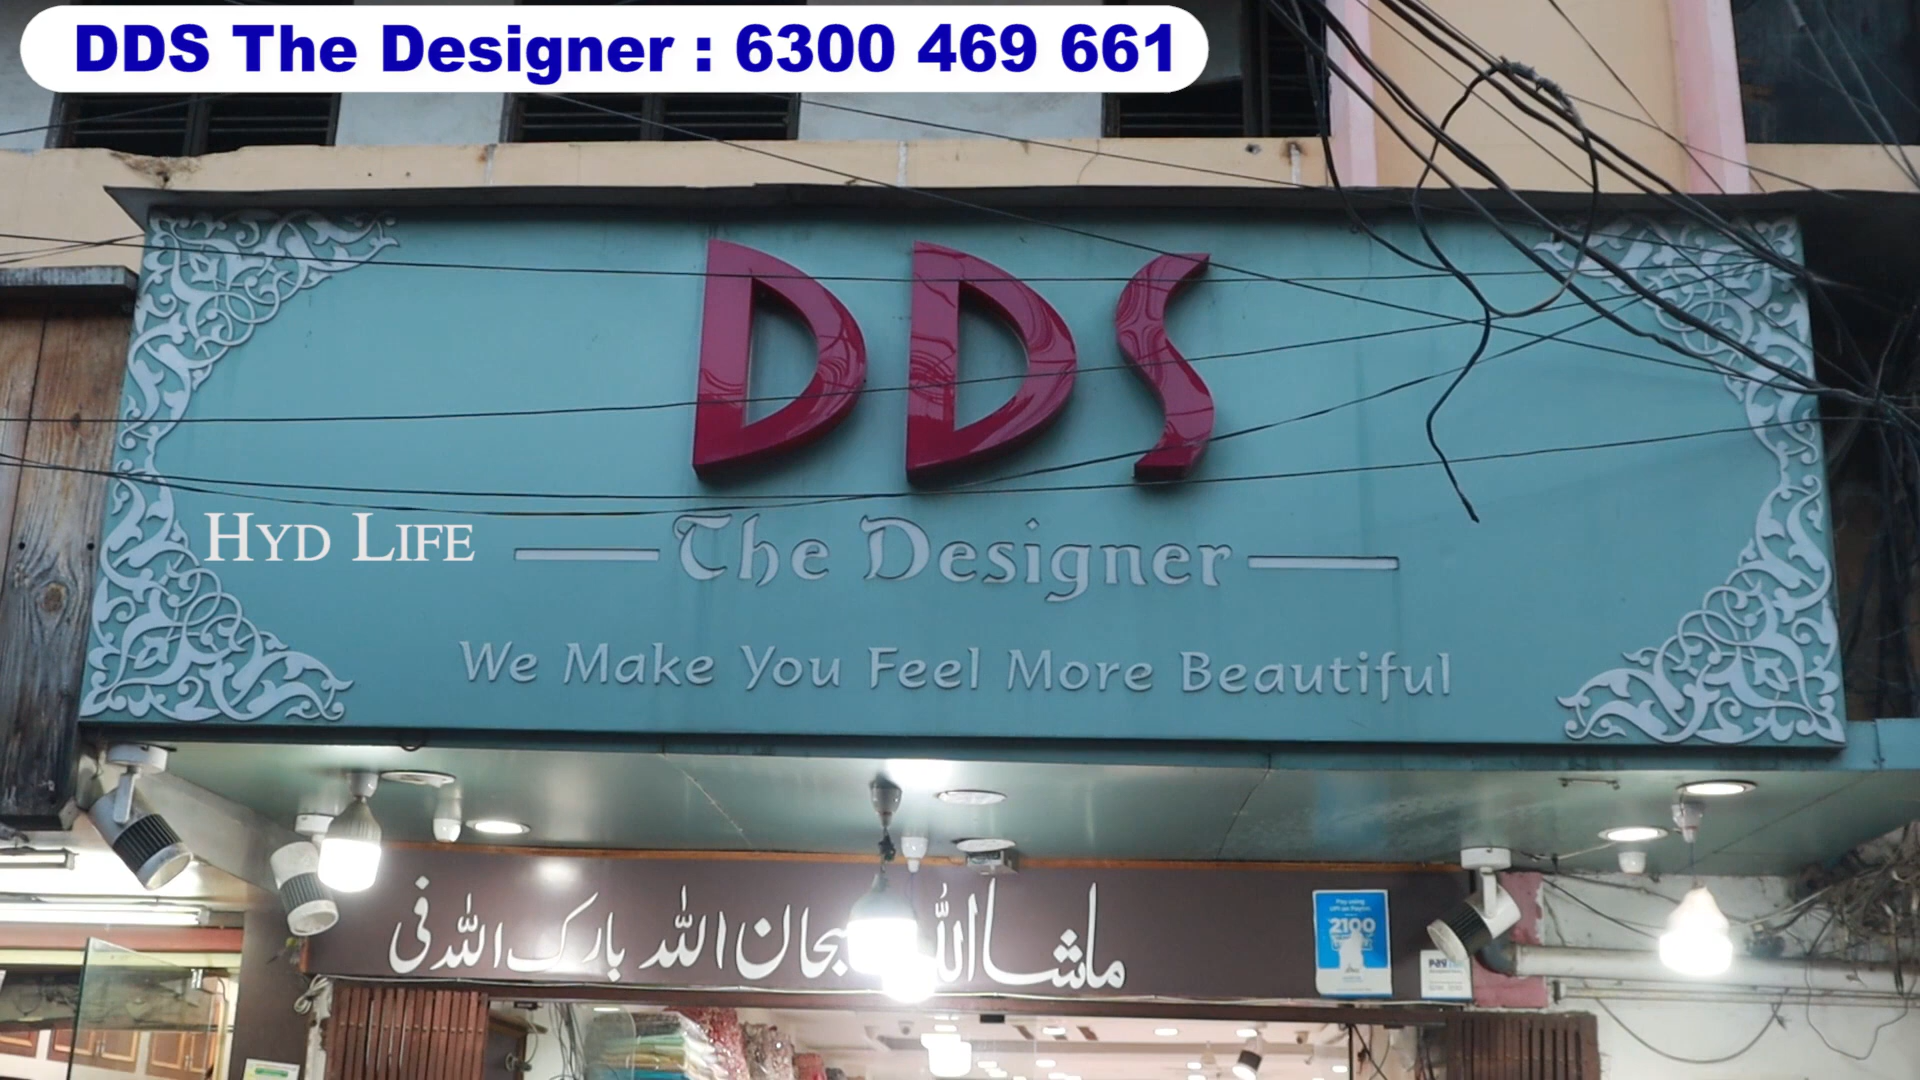 DDS The Designer : 6300 469 661
DDS
HYD LIFE
The Designer
We Make You Feel More Beautiful
ماشااللہ سبحان اللہ بارک اللہ فی
2100